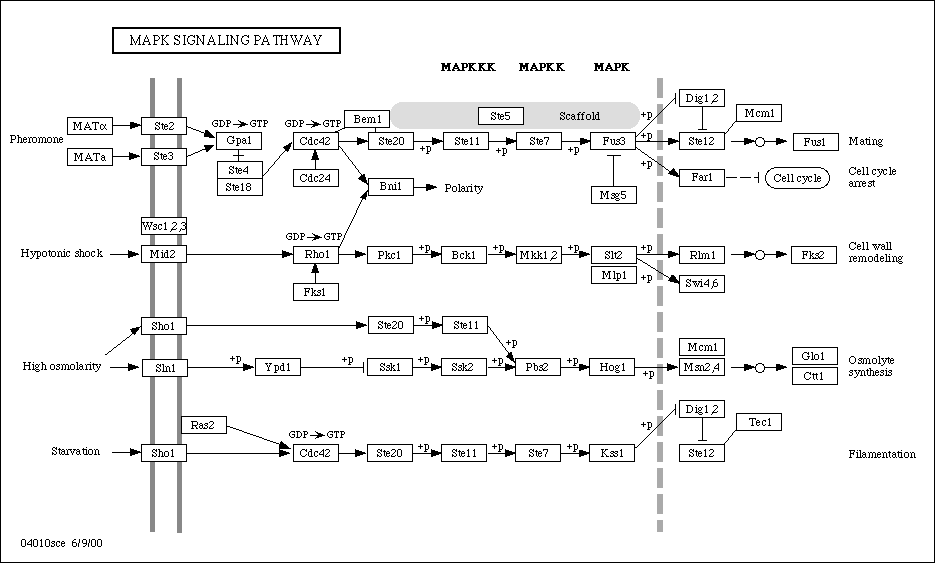 MAPK SIGNALING PATHWAY
MAPKKK MAPKK MAPK
Pheromone
MATα
MATa
Ste2
Ste3
GDP → GTP
Gpa1
Ste4
Ste18
GDP → GTP
Cdc42
Cdc24
Bem1
Ste5 Scaffold
Ste20 +p Ste11 +p Ste7 +p Fus3
Msg5
+p
+p
+p
Dig1,2
Ste12
Mcm1
Fus1
Mating
Far1
Cell cycle
Cell cycle
arrest
Bni1
Polarity
Wsc1,2,3
Hypotonic shock
Mid2
GDP → GTP
Rho1
Fks1
Pkc1 +p Bck1 +p Mkk1,2 +p Slt2
Mlp1
+p
+p
Rlm1
Swi4,6
Fks2
Cell wall
remodeling
High osmolarity
Sho1
Ste20 +p Ste11
+p
Sln1 +p Ypd1 +p Ssk1 +p Ssk2 +p Pbs2 +p Hog1 +p
Mcm1
Msn2,4
Glo1
Ctt1
Osmolyte
synthesis
Starvation
Ras2
Sho1
GDP → GTP
Cdc42 Ste20 +p Ste11 +p Ste7 +p Kss1
+p
Dig1,2
Ste12
Tec1
Filamentation
04010sce 6/9/00